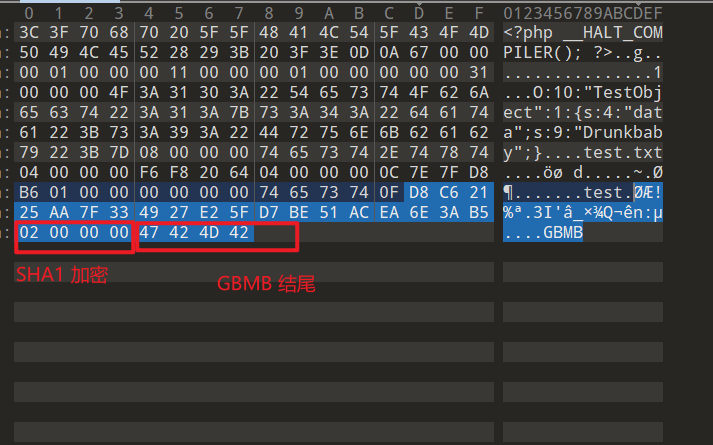 0 1 2 3 4 5 6 7 8 9 A B C D E F 0123456789ABCDEF
3C 3F 70 68 70 20 5F 5F 48 41 4C 54 5F 43 4F 4D <?php __HALT_COM
50 49 4C 45 52 28 29 3B 20 3F 3E 0D 0A 67 00 00 PILER(); ?>..g..
00 01 00 00 00 11 00 00 00 01 00 00 00 00 00 31 ...............1
00 00 00 4F 3A 31 30 3A 22 54 65 73 74 4F 62 6A ...O:10:"TestObj
65 63 74 22 3A 31 3A 7B 73 3A 34 3A 22 64 61 74 ect":1:{s:4:"dat
61 22 3B 73 3A 39 3A 22 44 72 75 6E 6B 62 61 62 a";s:9:"Drunkbab
79 22 3B 7D 08 00 00 00 74 65 73 74 2E 74 78 74 y";}....test.txt
04 00 00 00 F6 F8 20 64 04 00 00 00 0C 7E 7F D8 ....öø d.....~.Ø
B6 01 00 00 00 00 00 00 74 65 73 74 0F D8 C6 21 ¶.......test.ØÆ!
25 AA 7F 33 49 27 E2 5F D7 BE 51 AC EA 6E 3A B5 %ª.3I'â_×¾Q¬ên:µ
02 00 00 00 47 42 4D 42 ....GBMB
SHA1 加密
GBMB 结尾